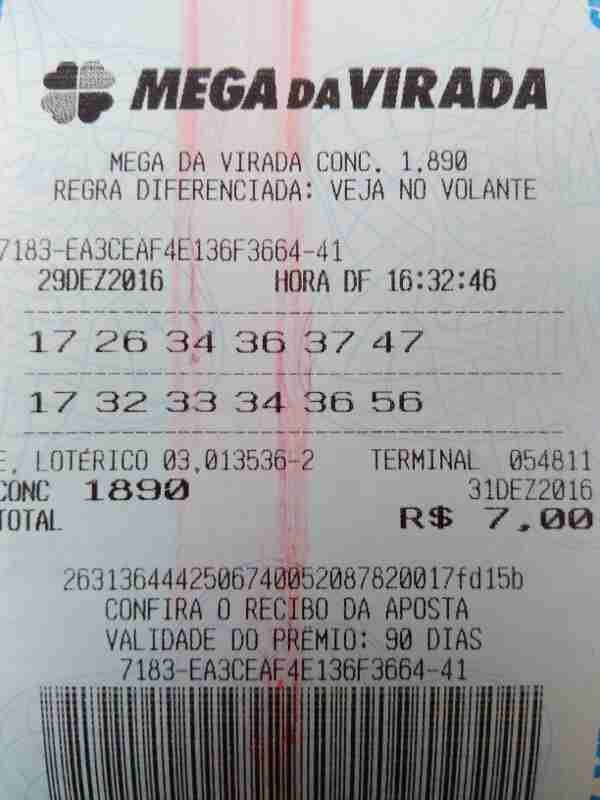 MEGA DA VIRADA
MEGA DA VIRADA CONC. 1.890
REGRA DIFERENCIADA: VEJA NO VOLANTE
7183-EA3CEAF4E136F3664-41
29DEZ2016 HORA DF 16:32:46
17 26 34 36 37 47
17 32 33 34 36 56
E, LOTÉRICO 03,013536-2 TERMINAL 054811
CONC 1890 31DEZ2016
TOTAL R$ 7,00
263136444250674005208782001​7fd15b
CONFIRA O RECIBO DA APOSTA
VALIDADE DO PRÊMIO: 90 DIAS
7183-EA3CEAF4E136F3664-41